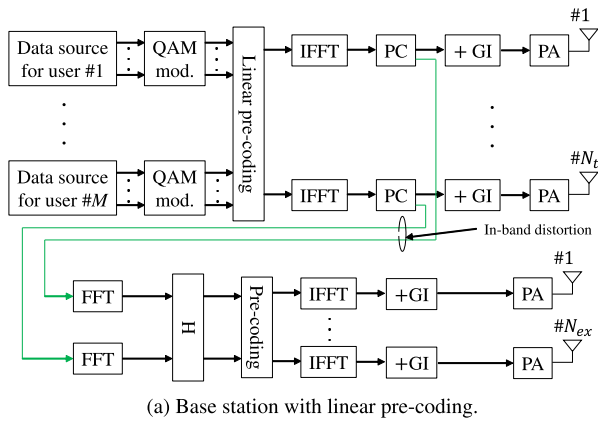 #1
Data source
for user #1
QAM
mod.
Linear pre-coding
IFFT
PC
+ GI
PA
#N_t
Data source
for user #M
QAM
mod.
IFFT
PC
+ GI
PA
In-band distortion
#1
FFT
H
Pre-coding
IFFT
+GI
PA
#N_ex
FFT
IFFT
+GI
PA
(a) Base station with linear pre-coding.